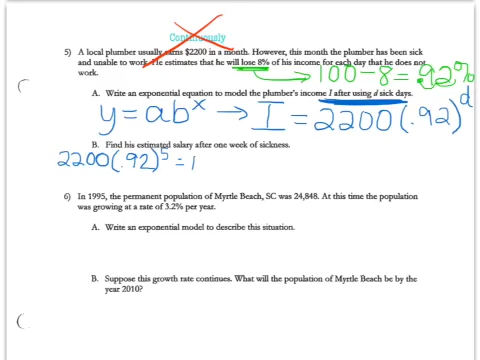 Continuously
5) A local plumber usually earns $2200 in a month. However, this month the plumber has been sick
and unable to work. He estimates that he will lose 8% of his income for each day that he does not
work.
100-8=.92%
A. Write an exponential equation to model the plumber's income I after using d sick days.
y=ab^x → I=2200(.92)^d
B. Find his estimated salary after one week of sickness.
2200(.92)^5=1
6) In 1995, the permanent population of Myrtle Beach, SC was 24,848. At this time the population
was growing at a rate of 3.2% per year.
A. Write an exponential model to describe this situation.
B. Suppose this growth rate continues. What will the population of Myrtle Beach be by the
year 2010?